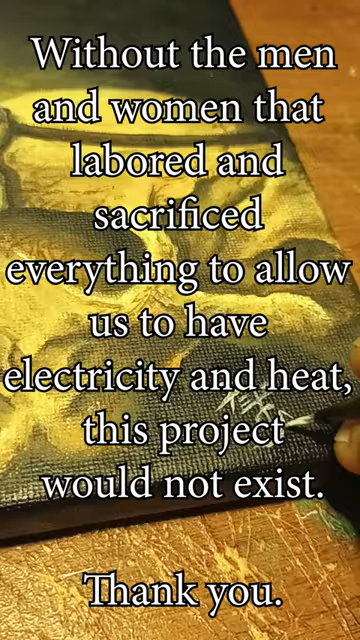 Without the men
and women that
labored and
sacrificed
everything to allow
us to have
electricity and heat,
this project
would not exist.
Thank you.